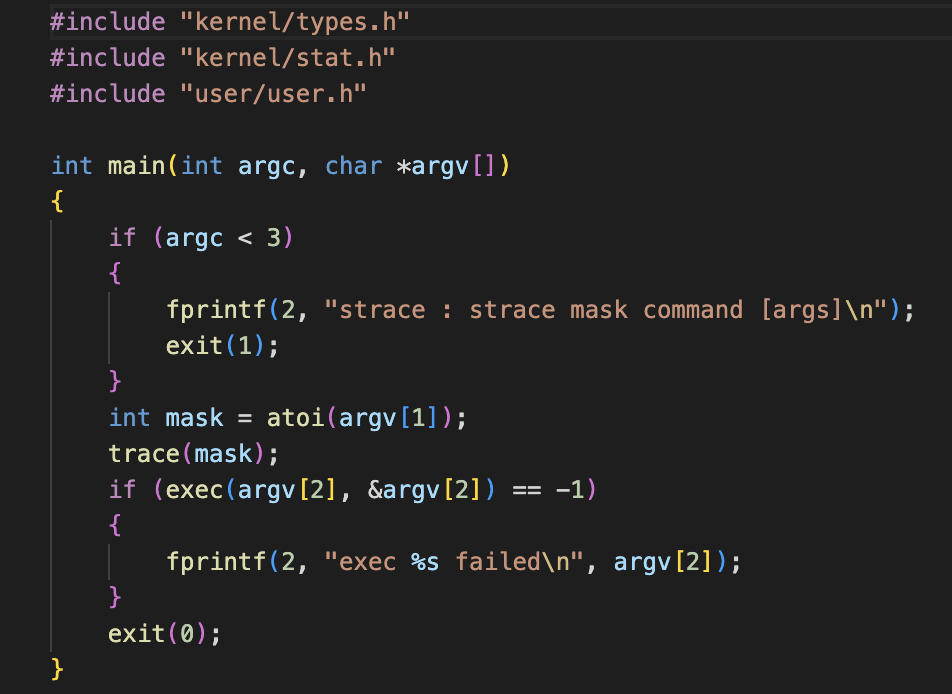 #include "kernel/types.h"
#include "kernel/stat.h"
#include "user/user.h"

int main(int argc, char *argv[])
{
    if (argc < 3)
    {
        fprintf(2, "strace : strace mask command [args]\n");
        exit(1);
    }
    int mask = atoi(argv[1]);
    trace(mask);
    if (exec(argv[2], &argv[2]) == -1)
    {
        fprintf(2, "exec %s failed\n", argv[2]);
    }
    exit(0);
}